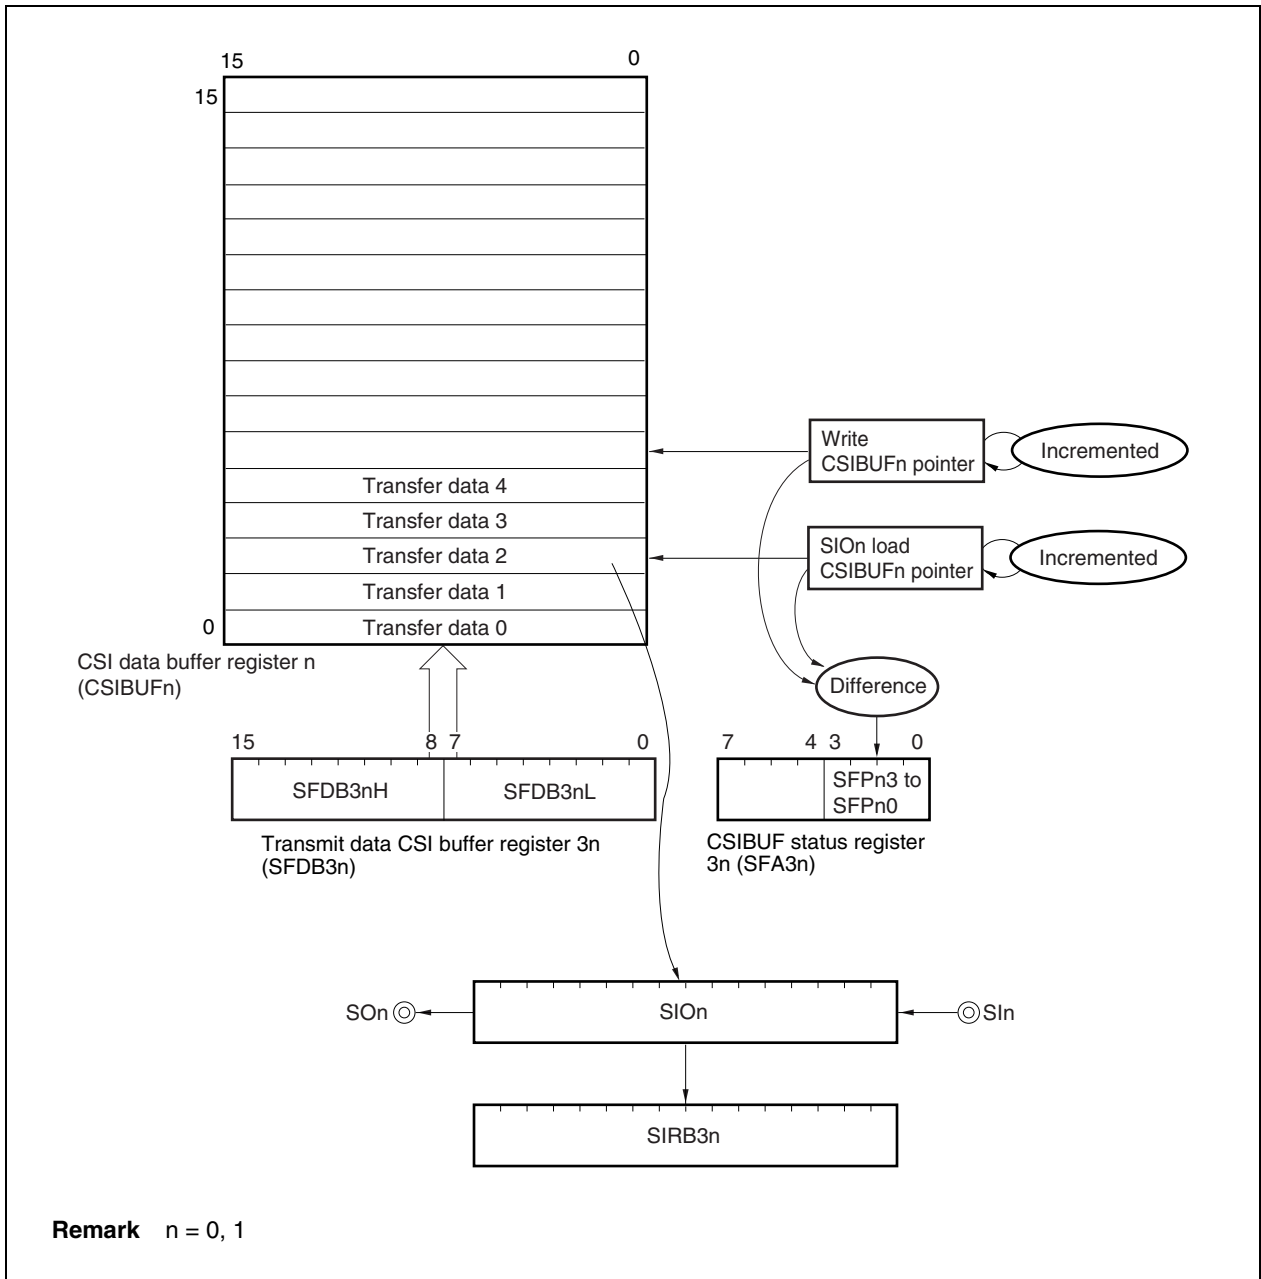 15 0
15
Write
CSIBUFn pointer
Incremented
Transfer data 4
Transfer data 3
Transfer data 2
SIOn load
CSIBUFn pointer
Incremented
Transfer data 1
0
Transfer data 0
CSI data buffer register n
(CSIBUFn)
Difference
15 8 7 0
7 4 3 0
SFDB3nH SFDB3nL
SFPn3 to
SFPn0
Transmit data CSI buffer register 3n
(SFDB3n)
CSIBUF status register
3n (SFA3n)
SOn SIOn SIn
SIRB3n
Remark n = 0, 1